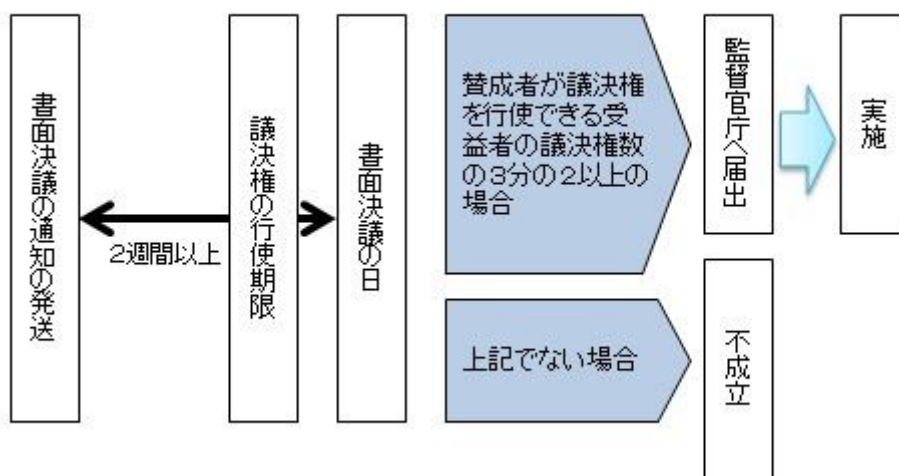 書面決議の通知の発送
2週間以上
議決権の行使期限
書面決議の日
賛成者が議決権
を行使できる受
益者の議決権数
の3分の2以上の
場合
監督官庁へ届出
実施
上記でない場合
不成立